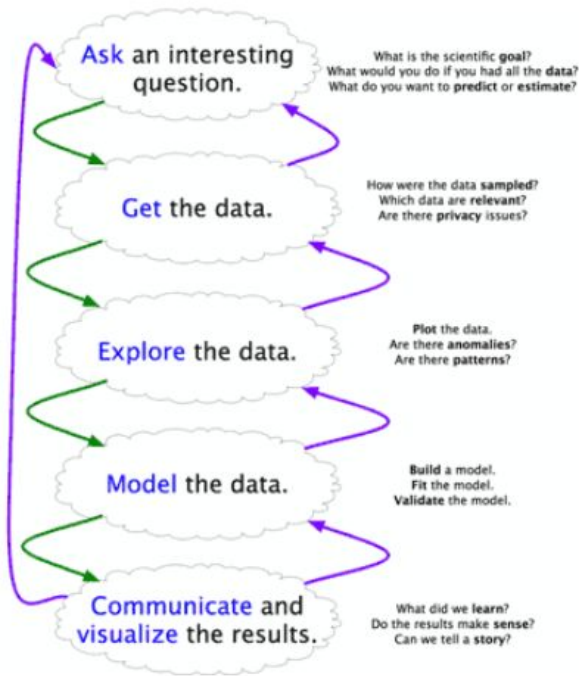 Ask an interesting
question.
What is the scientific goal?
What would you do if you had all the data?
What do you want to predict or estimate?
Get the data.
How were the data sampled?
Which data are relevant?
Are there privacy issues?
Explore the data.
Plot the data.
Are there anomalies?
Are there patterns?
Model the data.
Build a model.
Fit the model.
Validate the model.
Communicate and
visualize the results.
What did we learn?
Do the results make sense?
Can we tell a story?